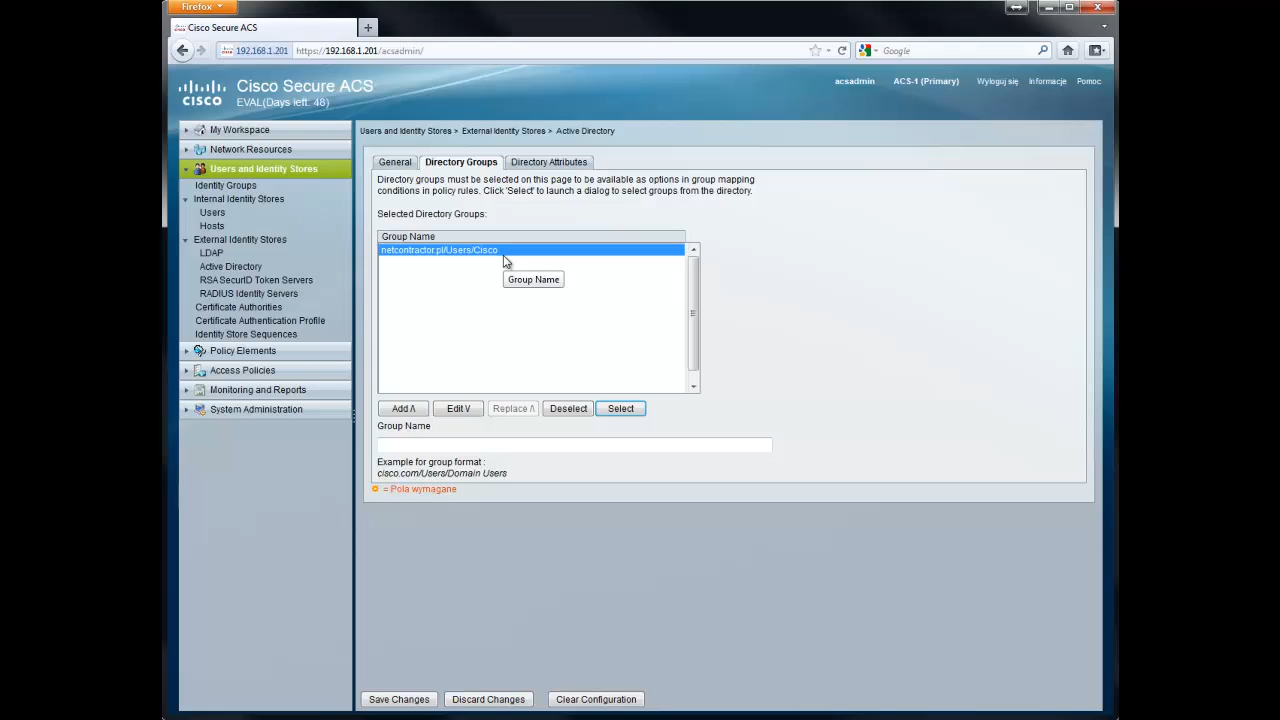 Firefox
Cisco Secure ACS
192.168.1.201
https://192.168.1.201/acsadmin/
Google
CISCO
Cisco Secure ACS
EVAL(Days left: 48)
acsadmin
ACS-1 (Primary)
Wyloguj się
Informacje
Pomoc
My Workspace
Network Resources
Users and Identity Stores
Identity Groups
Internal Identity Stores
Users
Hosts
External Identity Stores
LDAP
Active Directory
RSA SecurID Token Servers
RADIUS Identity Servers
Certificate Authorities
Certificate Authentication Profile
Identity Store Sequences
Policy Elements
Access Policies
Monitoring and Reports
System Administration
Users and Identity Stores > External Identity Stores > Active Directory
General
Directory Groups
Directory Attributes
Directory groups must be selected on this page to be available as options in group mapping
conditions in policy rules. Click 'Select' to launch a dialog to select groups from the directory.
Selected Directory Groups:
Group Name
netcontractor.pl/Users/Cisco
Group Name
Add /\
Edit \/
Replace /\
Deselect
Select
Group Name
Example for group format :
cisco.com/Users/Domain Users
= Pola wymagane
Save Changes
Discard Changes
Clear Configuration